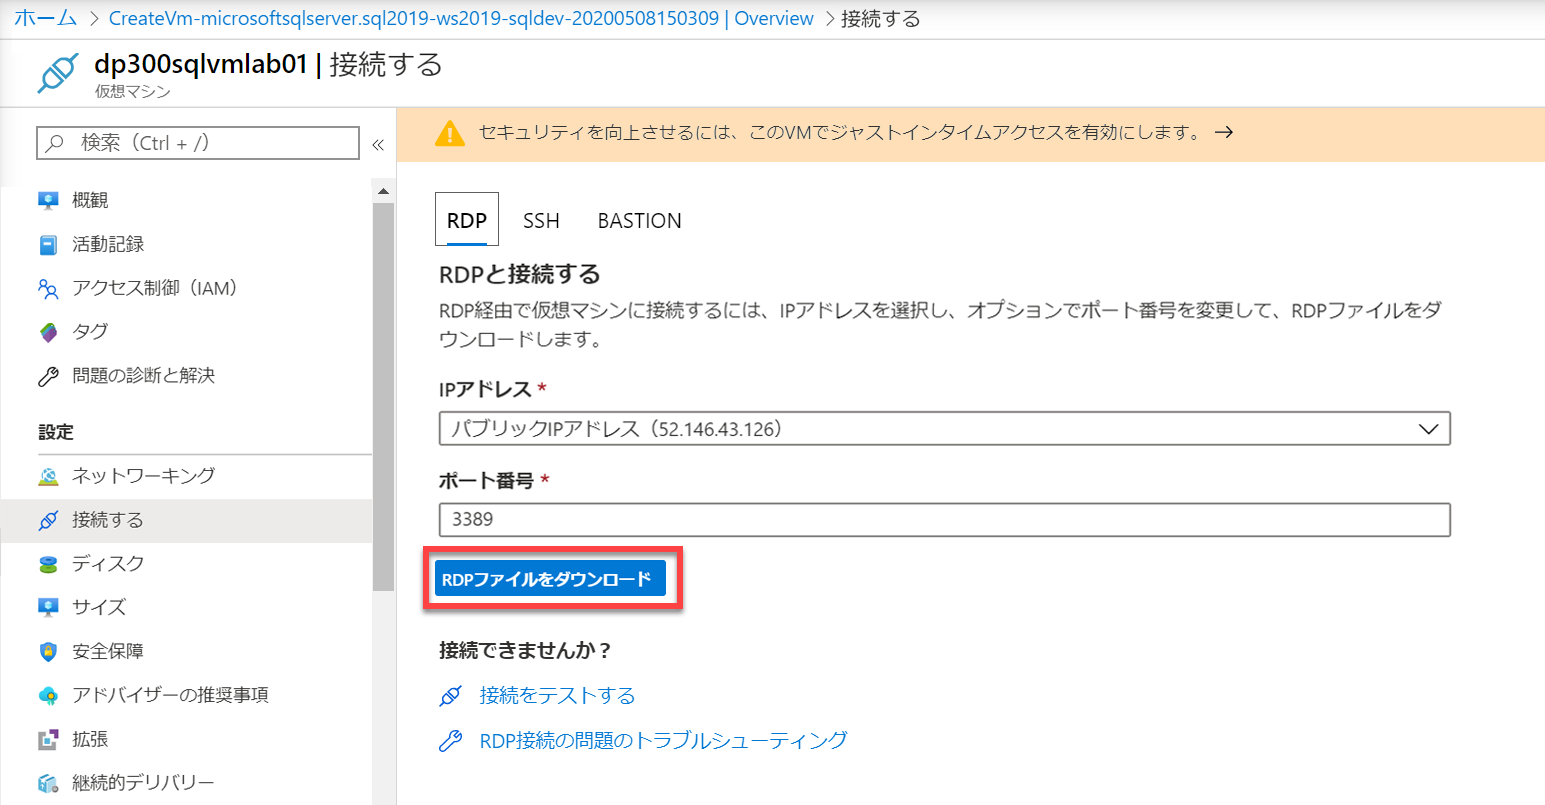 ホーム > CreateVm-microsoftsqlserver.sql2019-ws2019-sqldev-20200508150309 | Overview > 接続する
dp300sqlvmlab01 | 接続する
仮想マシン
検索（Ctrl + /） «
概観
活動記録
アクセス制御（IAM）
タグ
問題の診断と解決
設定
ネットワーキング
接続する
ディスク
サイズ
安全保障
アドバイザーの推奨事項
拡張
継続的デリバリー
セキュリティを向上させるには、このVMでジャストインタイムアクセスを有効にします。 →
RDP SSH BASTION
RDPと接続する
RDP経由で仮想マシンに接続するには、IPアドレスを選択し、オプションでポート番号を変更して、RDPファイルをダ
ウンロードします。
IPアドレス *
パブリックIPアドレス（52.146.43.126）
ポート番号 *
3389
RDPファイルをダウンロード
接続できませんか？
接続をテストする
RDP接続の問題のトラブルシューティング